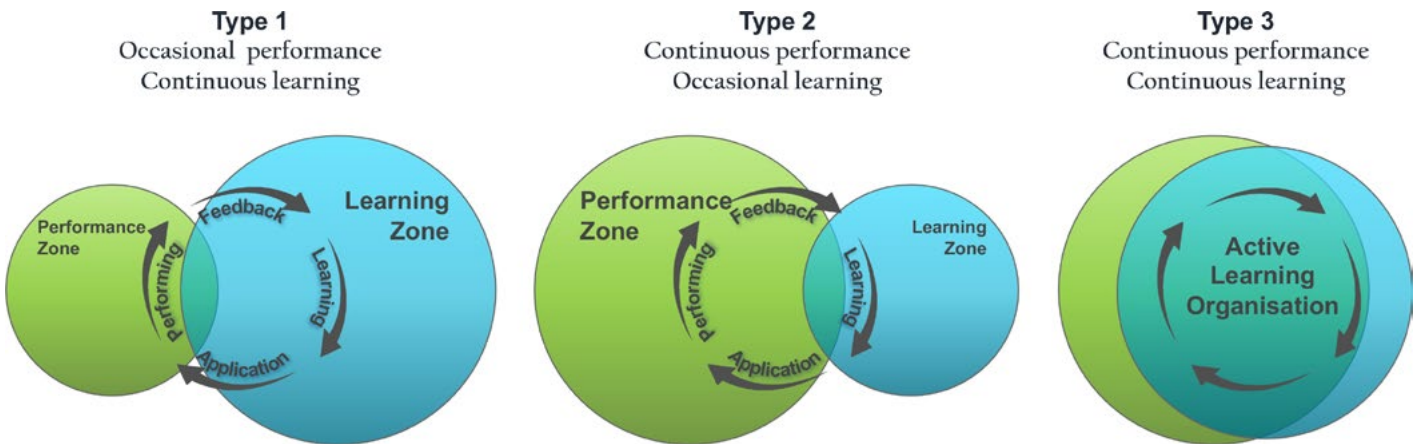 Type 1
Occasional performance
Continuous learning
Performance
Zone
Learning
Zone
Feedback
Learning
Application
Performing
Type 2
Continuous performance
Occasional learning
Performance
Zone
Learning
Zone
Feedback
Learning
Application
Performing
Type 3
Continuous performance
Continuous learning
Active
Learning
Organisation